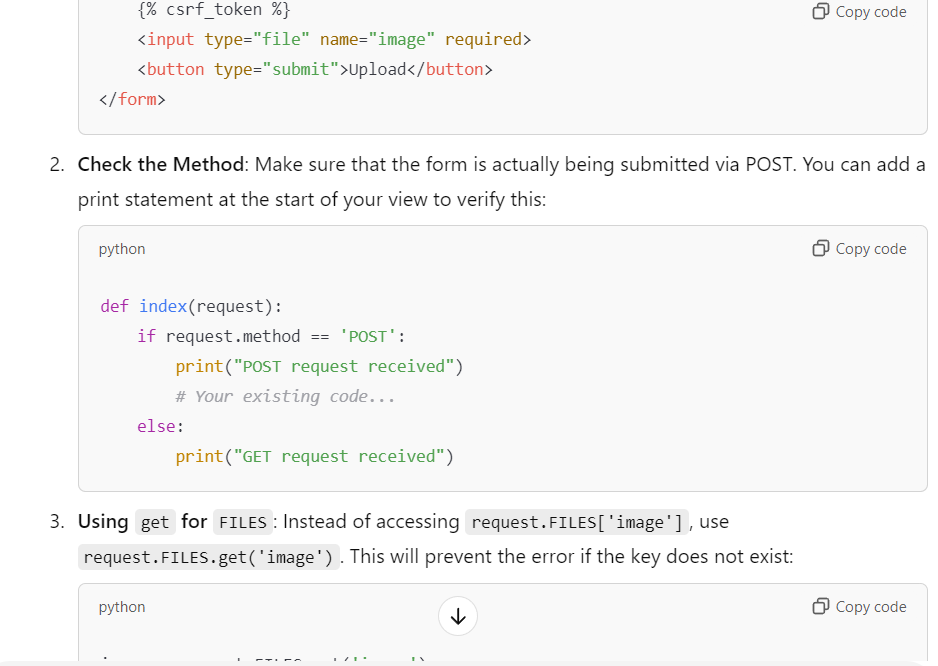 {% csrf_token %}
Copy code
<input type="file" name="image" required>
<button type="submit">Upload</button>
</form>
2. Check the Method: Make sure that the form is actually being submitted via POST. You can add a
print statement at the start of your view to verify this:
python
Copy code
def index(request):
if request.method == 'POST':
print("POST request received")
# Your existing code...
else:
print("GET request received")
3. Using get for FILES: Instead of accessing request.FILES['image'], use
request.FILES.get('image'). This will prevent the error if the key does not exist:
python
Copy code